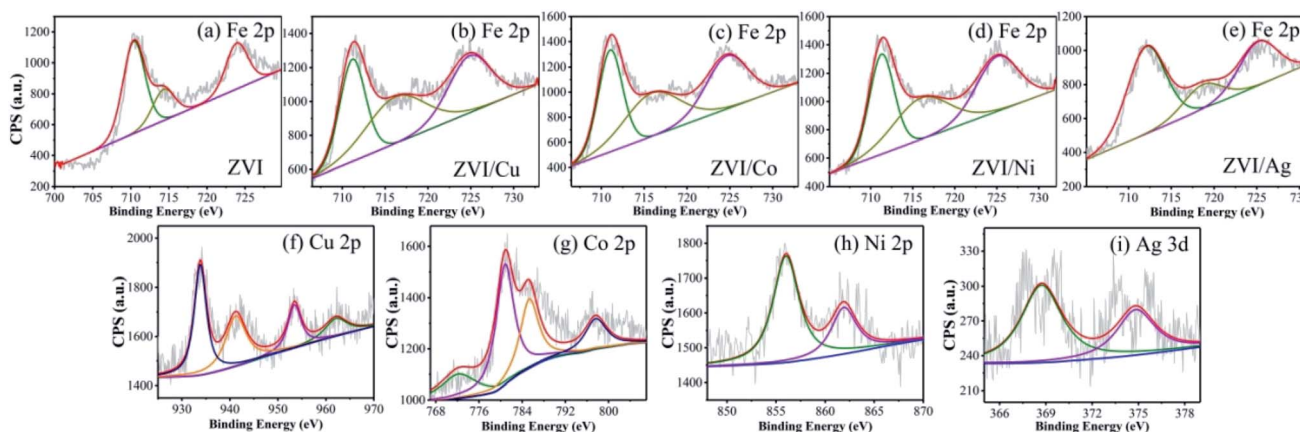 (a) Fe 2p
(b) Fe 2p
(c) Fe 2p
(d) Fe 2p
(e) Fe 2p
CPS (a.u.)
1200
1000
800
600
400
200
1400
1200
1000
800
600
400
1600
1400
1200
1000
800
600
400
200
1600
1400
1200
1000
800
600
400
1200
1000
800
600
400
200
ZVI
ZVI/Cu
ZVI/Co
ZVI/Ni
ZVI/Ag
700 705 710 715 720 725
710 715 720 725 730
710 715 720 725 730
710 715 720 725 730
710 715 720 725 730
Binding Energy (eV)
Binding Energy (eV)
Binding Energy (eV)
Binding Energy (eV)
Binding Energy (eV)
(f) Cu 2p
(g) Co 2p
(h) Ni 2p
(i) Ag 3d
CPS (a.u.)
2000
1800
1600
1400
CPS (a.u.)
1600
1400
1200
1000
CPS (a.u.)
1800
1700
1600
1500
1400
CPS (a.u.)
330
300
270
240
210
930 940 950 960 970
768 776 784 792 800
850 855 860 865 870
366 369 372 375 378
Binding Energy (eV)
Binding Energy (eV)
Binding Energy (eV)
Binding Energy (eV)